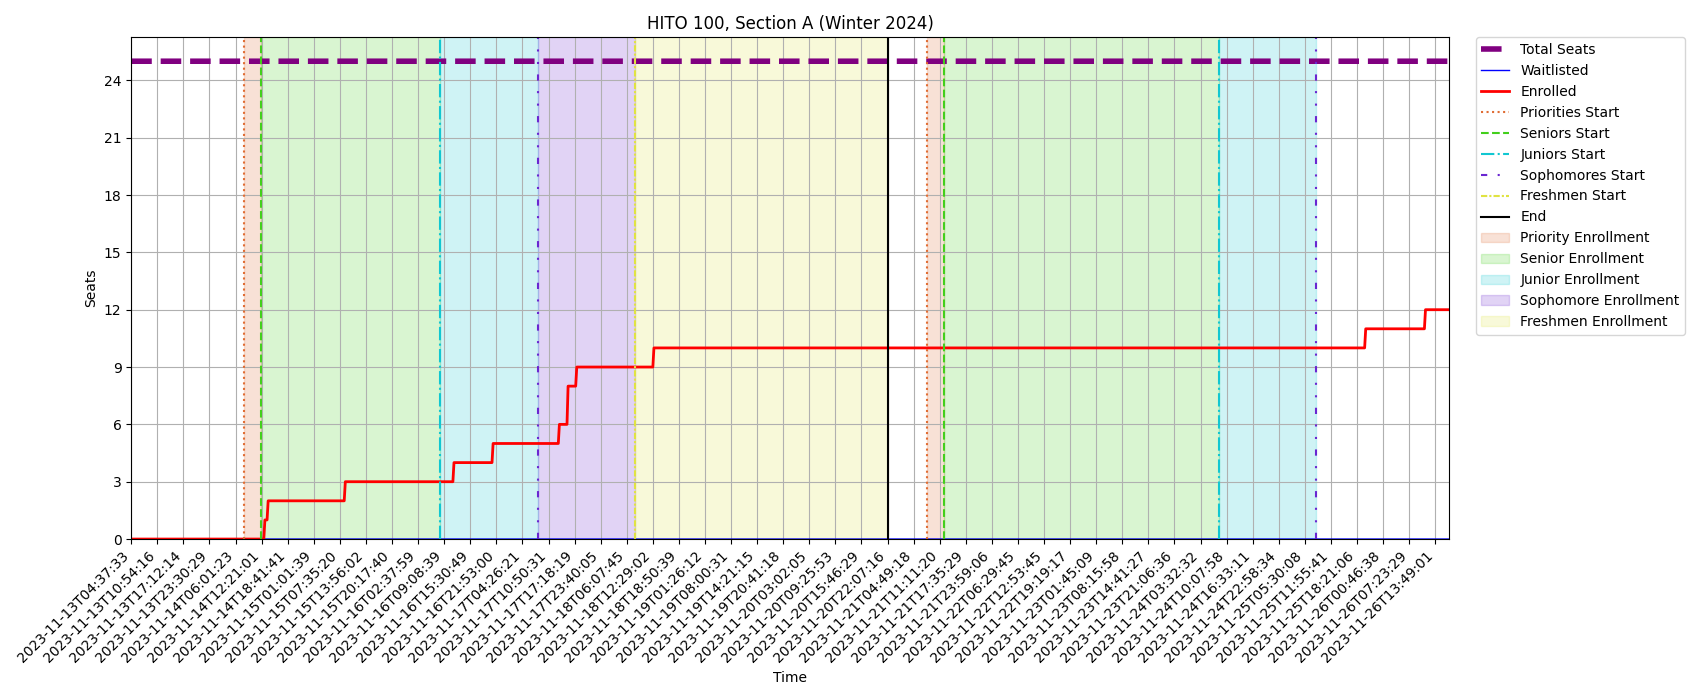 HITO 100, Section A (Winter 2024)
Total Seats
Waitlisted
Enrolled
Priorities Start
Seniors Start
Juniors Start
Sophomores Start
Freshmen Start
End
Priority Enrollment
Senior Enrollment
Junior Enrollment
Sophomore Enrollment
Freshmen Enrollment
Seats
24
21
18
15
12
9
6
3
0
2023-11-13T04:37:33
2023-11-13T10:54:16
2023-11-13T17:12:14
2023-11-13T23:30:29
2023-11-14T06:01:23
2023-11-14T12:21:01
2023-11-14T18:41:41
2023-11-15T01:01:39
2023-11-15T07:35:20
2023-11-15T13:56:02
2023-11-15T20:17:40
2023-11-16T02:37:59
2023-11-16T09:08:39
2023-11-16T15:30:49
2023-11-16T21:53:00
2023-11-17T04:26:21
2023-11-17T10:50:31
2023-11-17T17:18:19
2023-11-17T23:40:05
2023-11-18T06:07:45
2023-11-18T12:29:02
2023-11-18T18:50:39
2023-11-19T01:26:12
2023-11-19T08:00:31
2023-11-19T14:21:15
2023-11-19T20:41:18
2023-11-20T03:02:05
2023-11-20T09:25:53
2023-11-20T15:46:29
2023-11-20T22:07:16
2023-11-21T04:49:18
2023-11-21T11:11:20
2023-11-21T17:35:29
2023-11-21T23:59:06
2023-11-22T06:29:45
2023-11-22T12:53:45
2023-11-22T19:19:17
2023-11-23T01:45:09
2023-11-23T08:15:58
2023-11-23T14:41:27
2023-11-23T21:06:36
2023-11-24T03:32:32
2023-11-24T10:07:58
2023-11-24T16:33:11
2023-11-24T22:58:34
2023-11-25T05:30:08
2023-11-25T11:55:41
2023-11-25T18:21:06
2023-11-26T00:46:38
2023-11-26T07:23:29
2023-11-26T13:49:01
Time